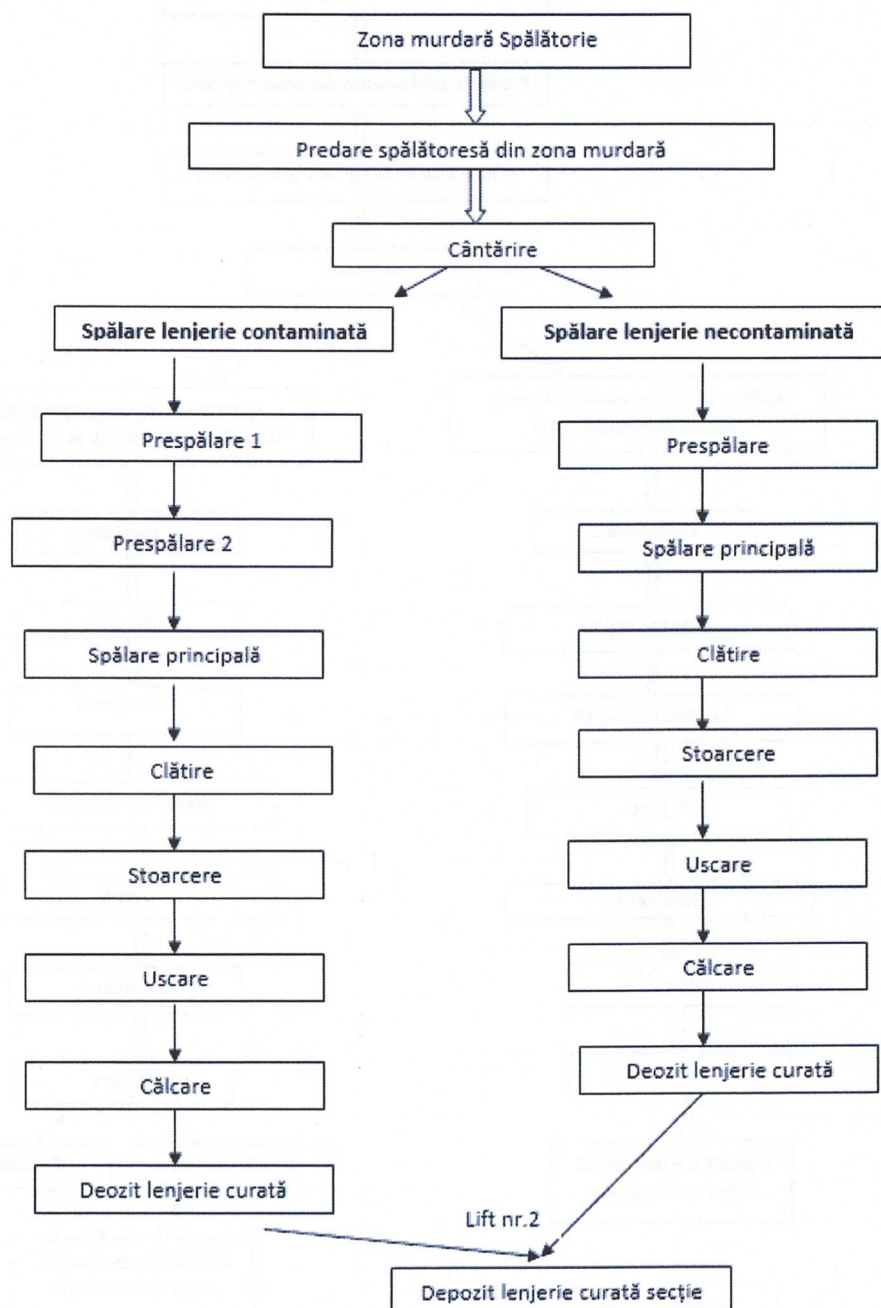 Zona murdară Spălătorie
Predare spălătoresă din zona murdară
Cântărire
Spălare lenjerie contaminată
Prespălare 1
Prespălare 2
Spălare principală
Clătire
Stoarcere
Uscare
Călcare
Deozit lenjerie curată
Spălare lenjerie necontaminată
Prespălare
Spălare principală
Clătire
Stoarcere
Uscare
Călcare
Deozit lenjerie curată
Lift nr.2
Depozit lenjerie curată secție